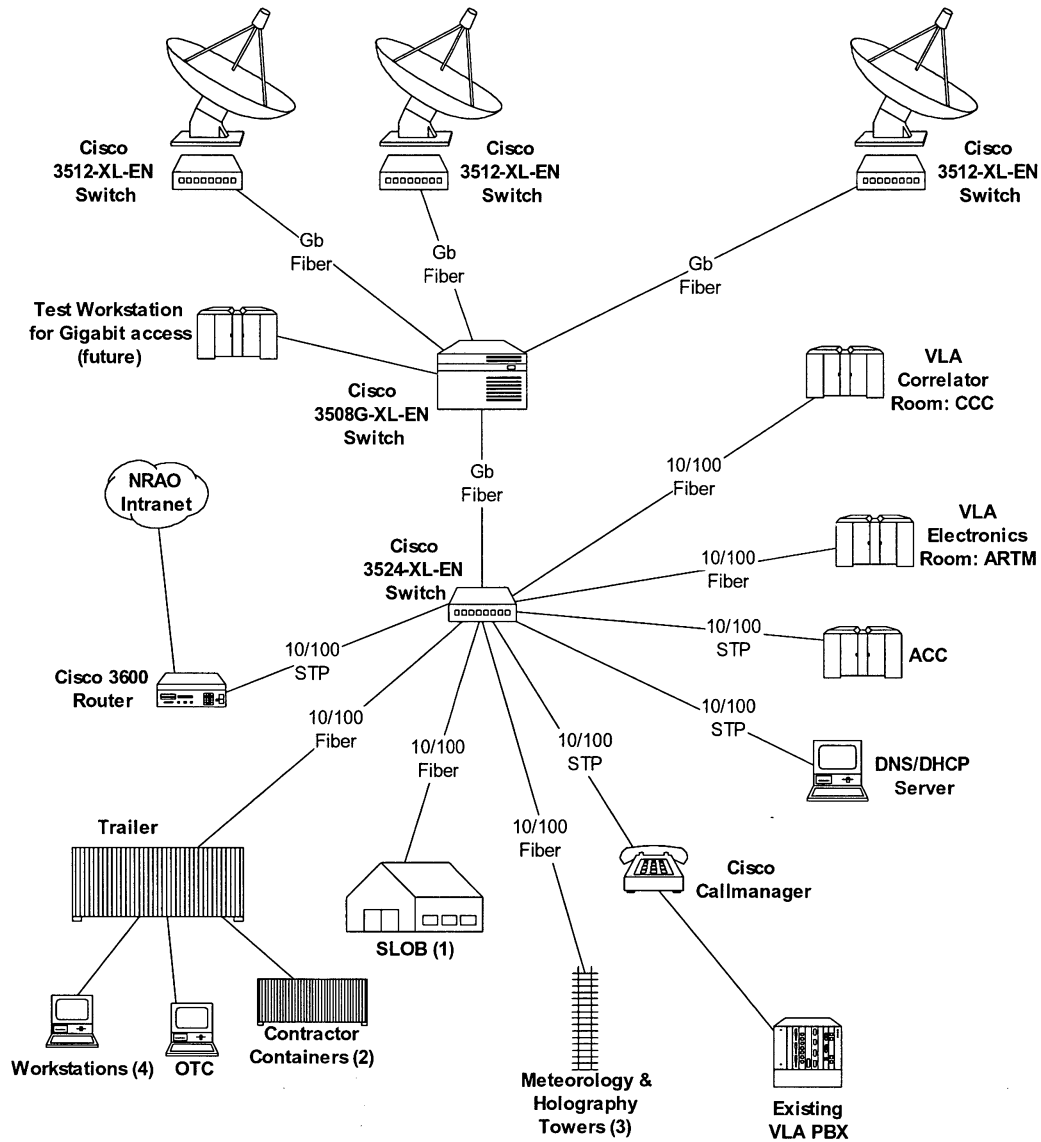 Cisco
3512-XL-EN
Switch
Cisco
3512-XL-EN
Switch
Cisco
3512-XL-EN
Switch
Gb
Fiber
Gb
Fiber
Gb
Fiber
Test Workstation
for Gigabit access
(future)
Cisco
3508G-XL-EN
Switch
VLA
Correlator
Room: CCC
Gb
Fiber
10/100
Fiber
NRAO
Intranet
VLA
Electronics
Room: ARTM
Cisco
3524-XL-EN
Switch
10/100
Fiber
10/100
STP
ACC
10/100
STP
Cisco 3600
Router
10/100
Fiber
10/100
Fiber
10/100
STP
10/100
STP
DNS/DHCP
Server
10/100
Fiber
Trailer
Cisco
Callmanager
SLOB (1)
Contractor
Containers (2)
Workstations (4)
OTC
Meteorology &
Holography
Towers (3)
Existing
VLA PBX